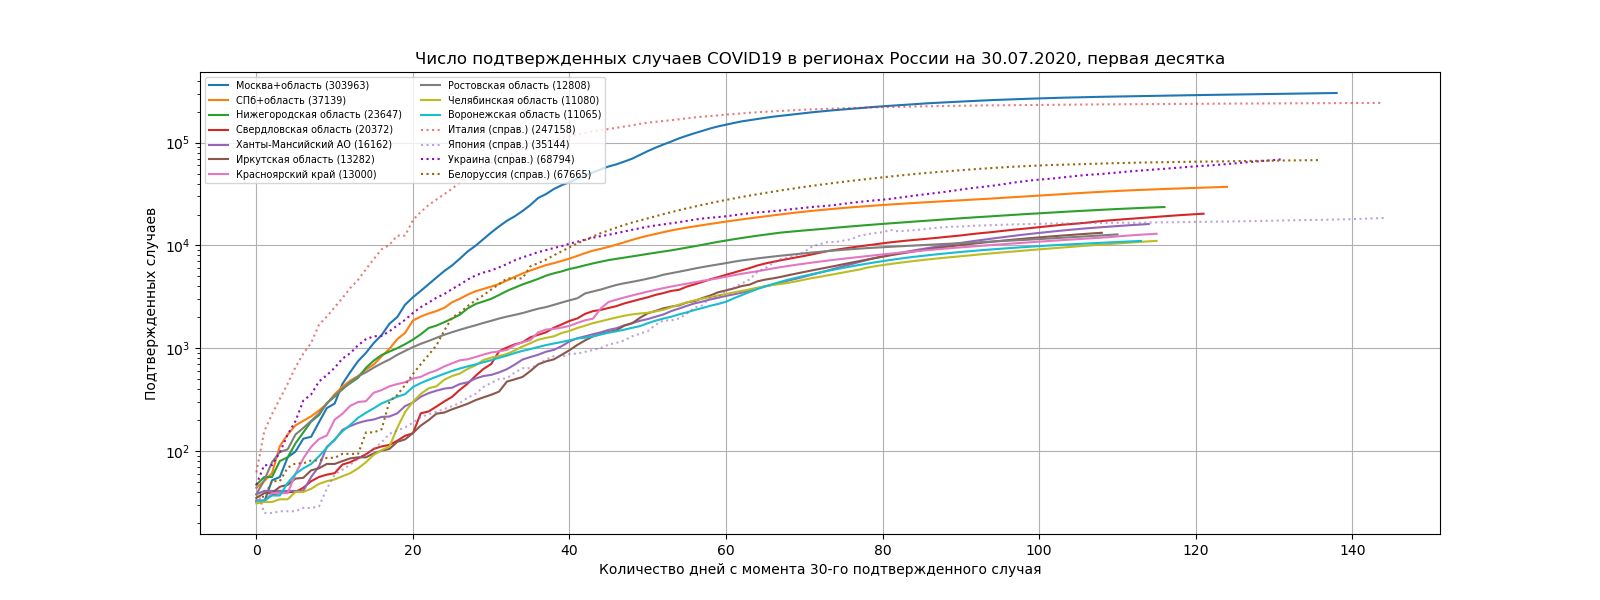 Число подтвержденных случаев COVID19 в регионах России на 30.07.2020, первая десятка
Москва+область (303963)
СПб+область (37139)
Нижегородская область (23647)
Свердловская область (20372)
Ханты-Мансийский АО (16162)
Иркутская область (13282)
Красноярский край (13000)
Ростовская область (12808)
Челябинская область (11080)
Воронежская область (11065)
Италия (справ.) (247158)
Япония (справ.) (35144)
Украина (справ.) (68794)
Белоруссия (справ.) (67665)
Подтвержденных случаев
10⁵
10⁴
10³
10²
0 20 40 60 80 100 120 140
Количество дней с момента 30-го подтвержденного случая